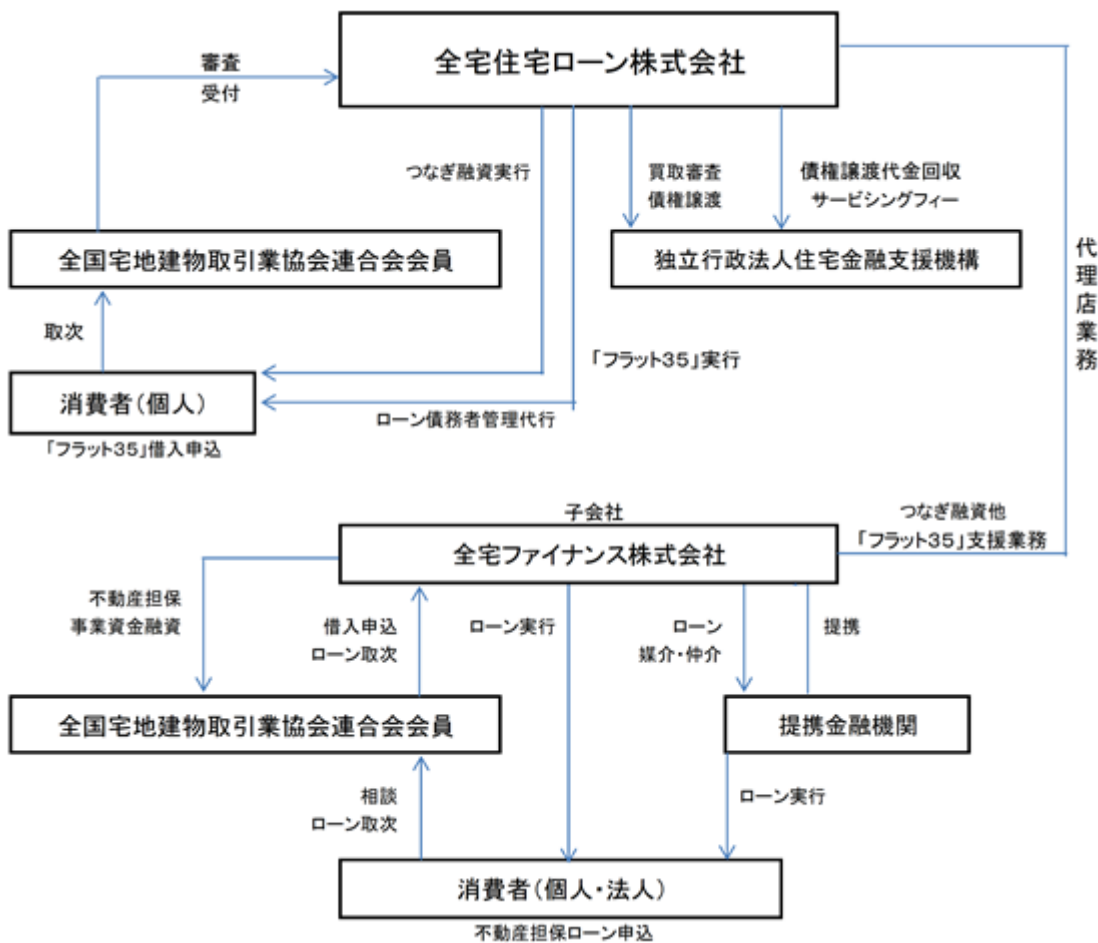 全宅住宅ローン株式会社
審査
受付
つなぎ融資実行
買取審査
債権譲渡
債権譲渡代金回収
サービシングフィー
代理店業務
全国宅地建物取引業協会連合会会員
独立行政法人住宅金融支援機構
取次
「フラット35」実行
消費者(個人)
ローン債務者管理代行
「フラット35」借入申込
子会社
つなぎ融資他
「フラット35」支援業務
全宅ファイナンス株式会社
不動産担保
事業資金融資
借入申込
ローン取次
ローン実行
ローン
媒介・仲介
提携
全国宅地建物取引業協会連合会会員
提携金融機関
相談
ローン取次
ローン実行
消費者(個人・法人)
不動産担保ローン申込